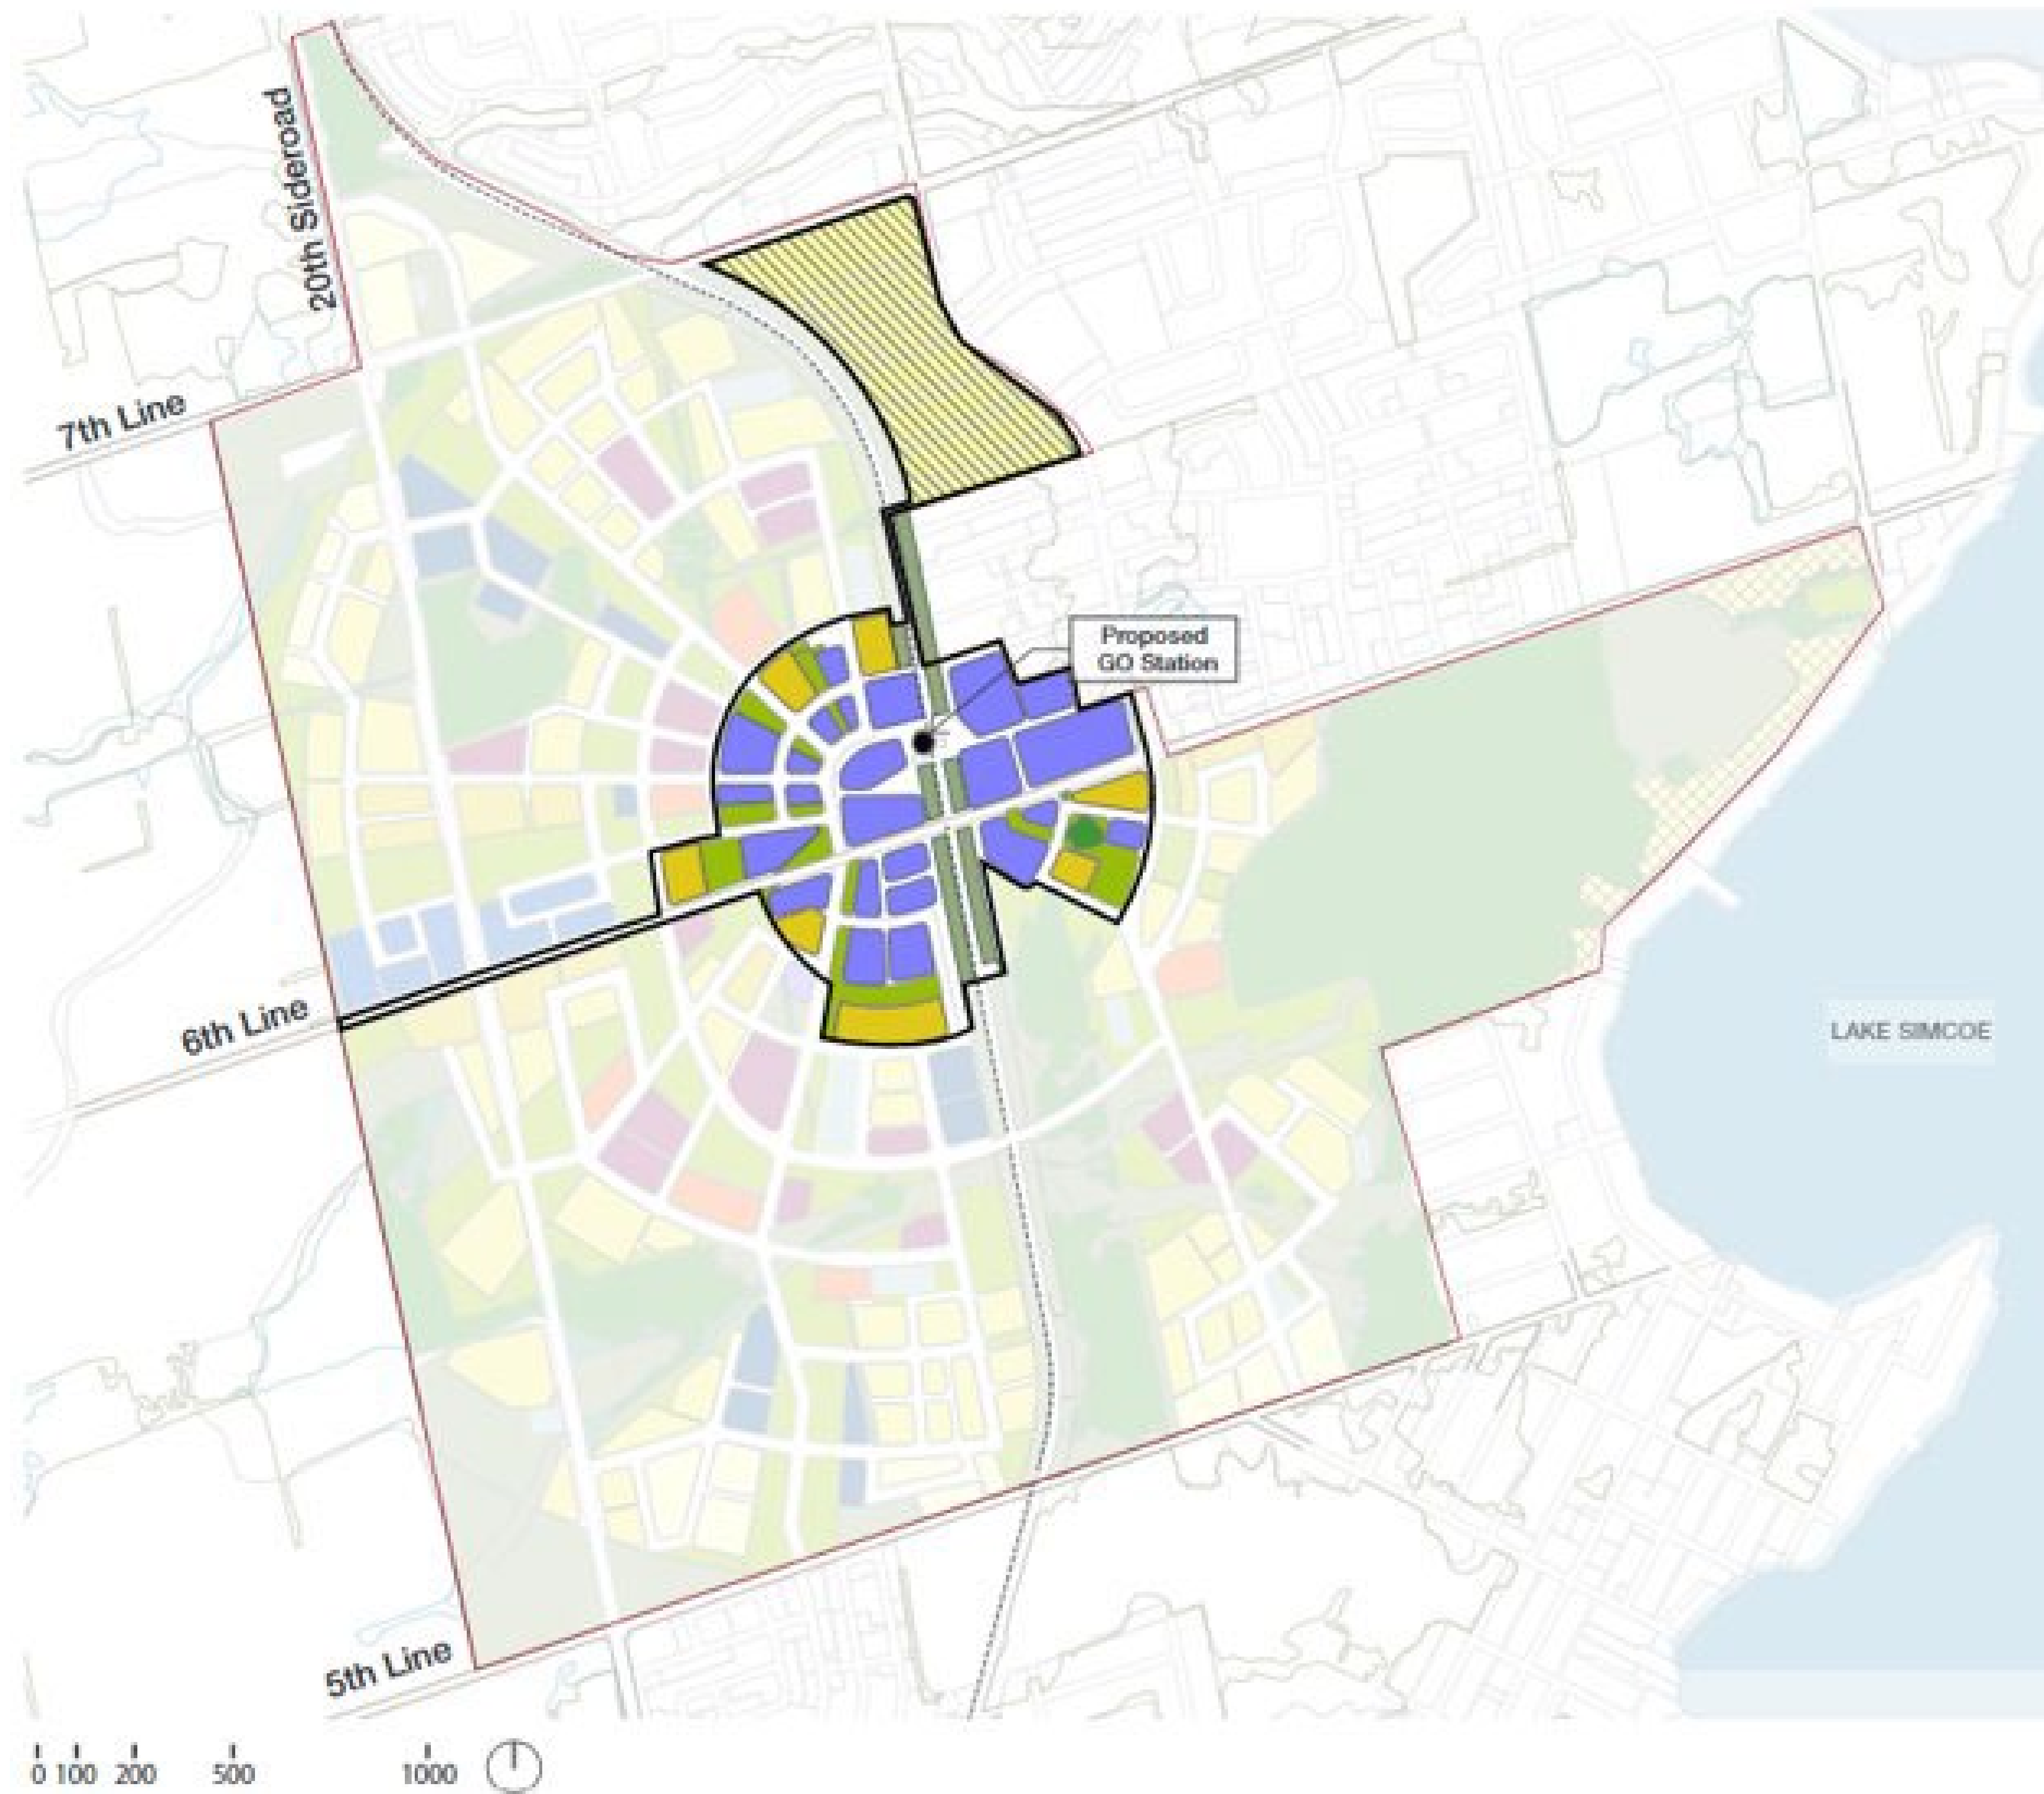 20th Sideroad
7th Line
Proposed
GO Station
6th Line
LAKE SIMCOE
5th Line
0 100 200 500 1000